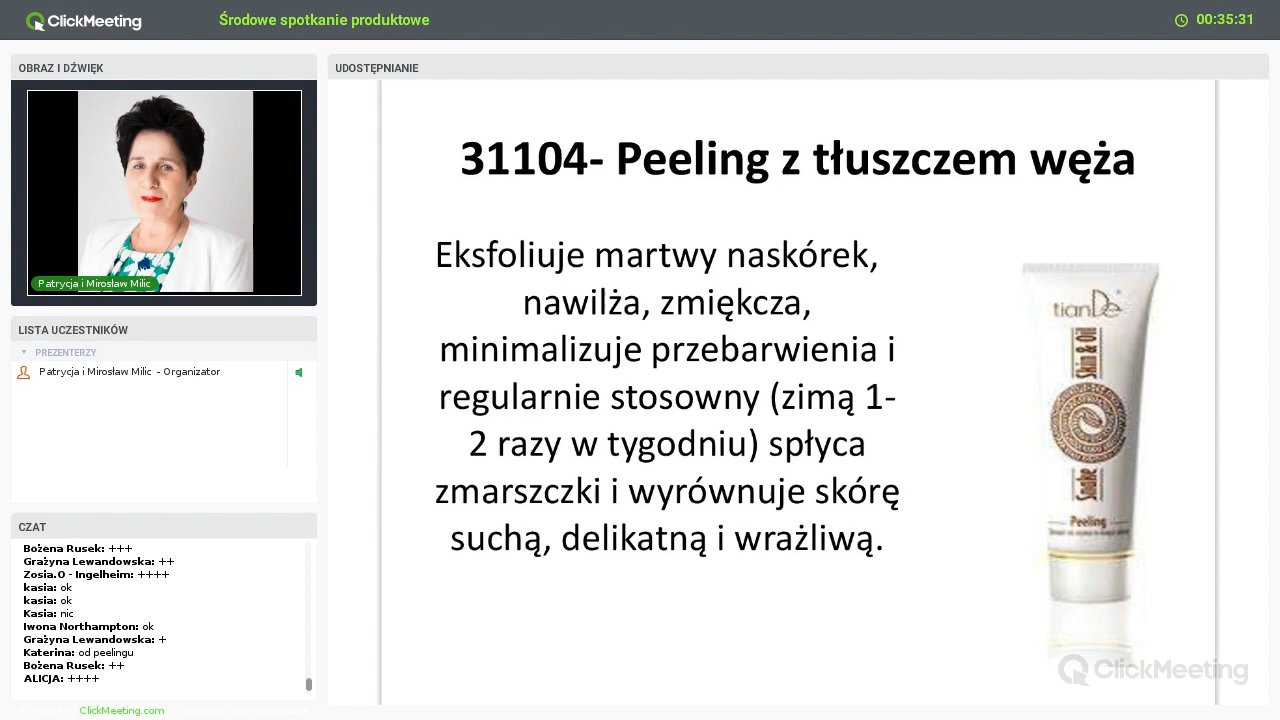 ClickMeeting
Środowe spotkanie produktowe
00:35:31
OBRAZ I DŹWIĘK
Patrycja i Mirosław Milic
LISTA UCZESTNIKÓW
PREZENTERZY
Patrycja i Mirosław Milic - Organizator
CZAT
Bożena Rusek: +++
Grażyna Lewandowska: ++
Zosia.O - Ingelheim: ++++
kasia: ok
kasia: ok
Kasia: nic
Iwona Northampton: ok
Grażyna Lewandowska: +
Katerina: od peelingu
Bożena Rusek: ++
ALICJA: ++++
ClickMeeting.com
UDOSTĘPNIANIE
31104- Peeling z tłuszczem węża
Eksfoliuje martwy naskórek,
nawilża, zmiękcza,
minimalizuje przebarwienia i
regularnie stosowny (zimą 1-
2 razy w tygodniu) spłyca
zmarszczki i wyrównuje skórę
suchą, delikatną i wrażliwą.
tianDe
Snake Skin & Oil
Peeling
ClickMeeting